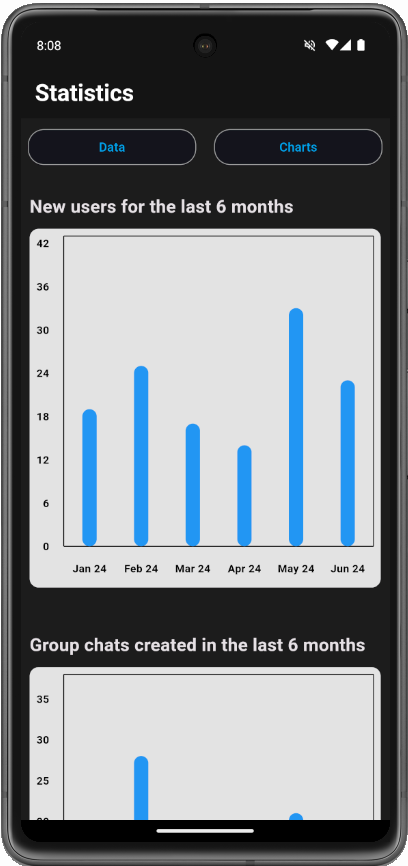 8:08
Statistics
Data Charts
New users for the last 6 months
42
36
30
24
18
12
6
0
Jan 24 Feb 24 Mar 24 Apr 24 May 24 Jun 24
Group chats created in the last 6 months
35
30
25